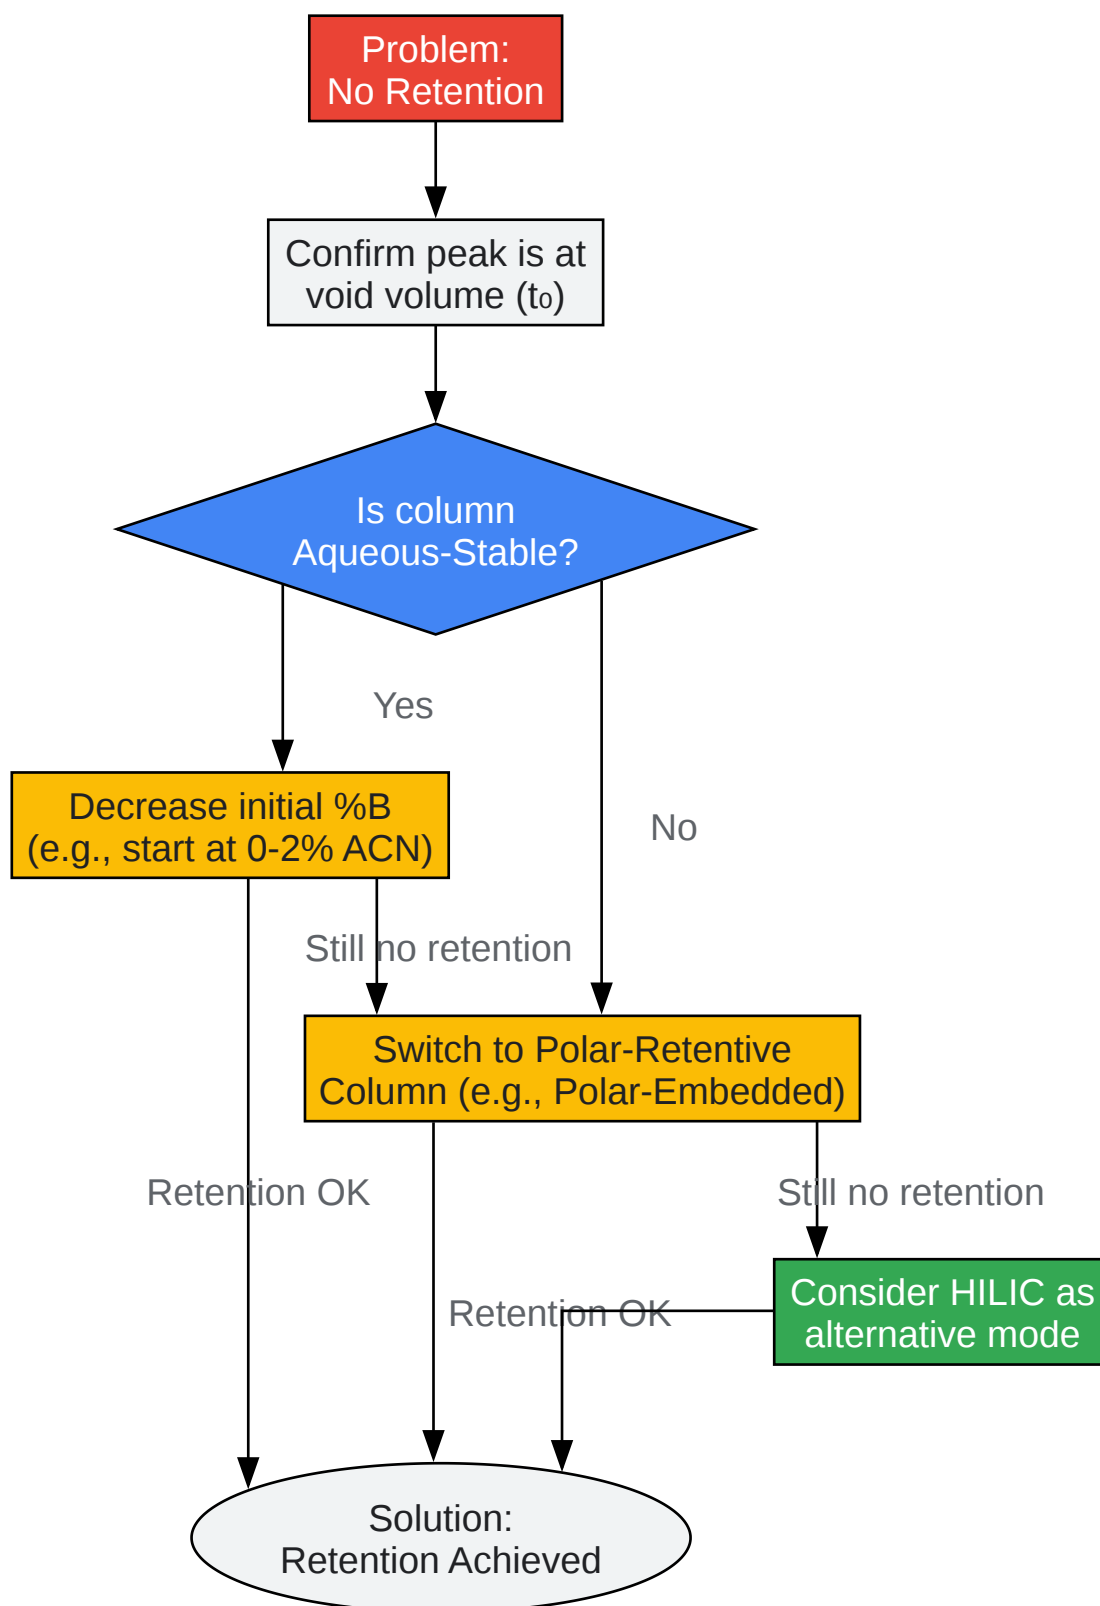 Problem:
No Retention
Confirm peak is at
void volume (t₀)
Is column
Aqueous-Stable?
Yes
Decrease initial %B
(e.g., start at 0-2% ACN)
No
Still no retention
Switch to Polar-Retentive
Column (e.g., Polar-Embedded)
Retention OK
Still no retention
Consider HILIC as
alternative mode
Retention OK
Solution:
Retention Achieved